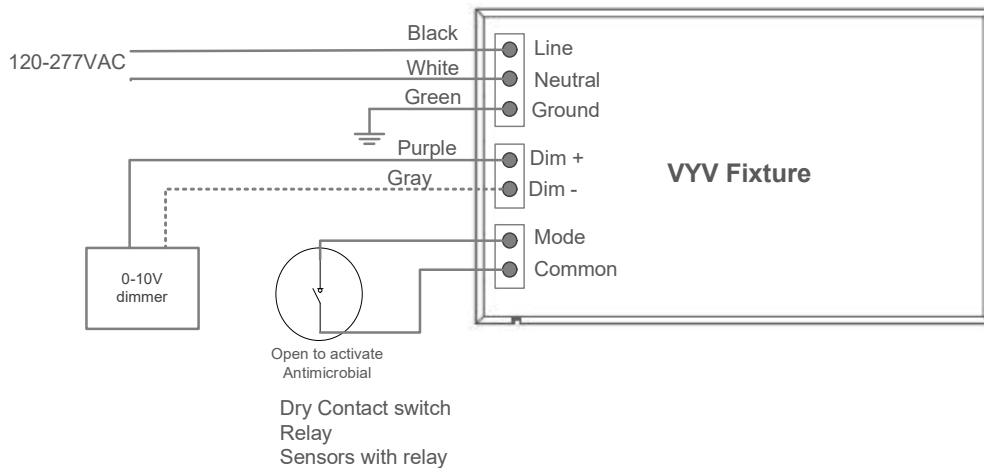 Black
Line
120-277VAC
White
Neutral
Green
Ground
Purple
Dim +
Gray
Dim -
VYV Fixture
Mode
Common
0-10V
dimmer
Open to activate
Antimicrobial
Dry Contact switch
Relay
Sensors with relay